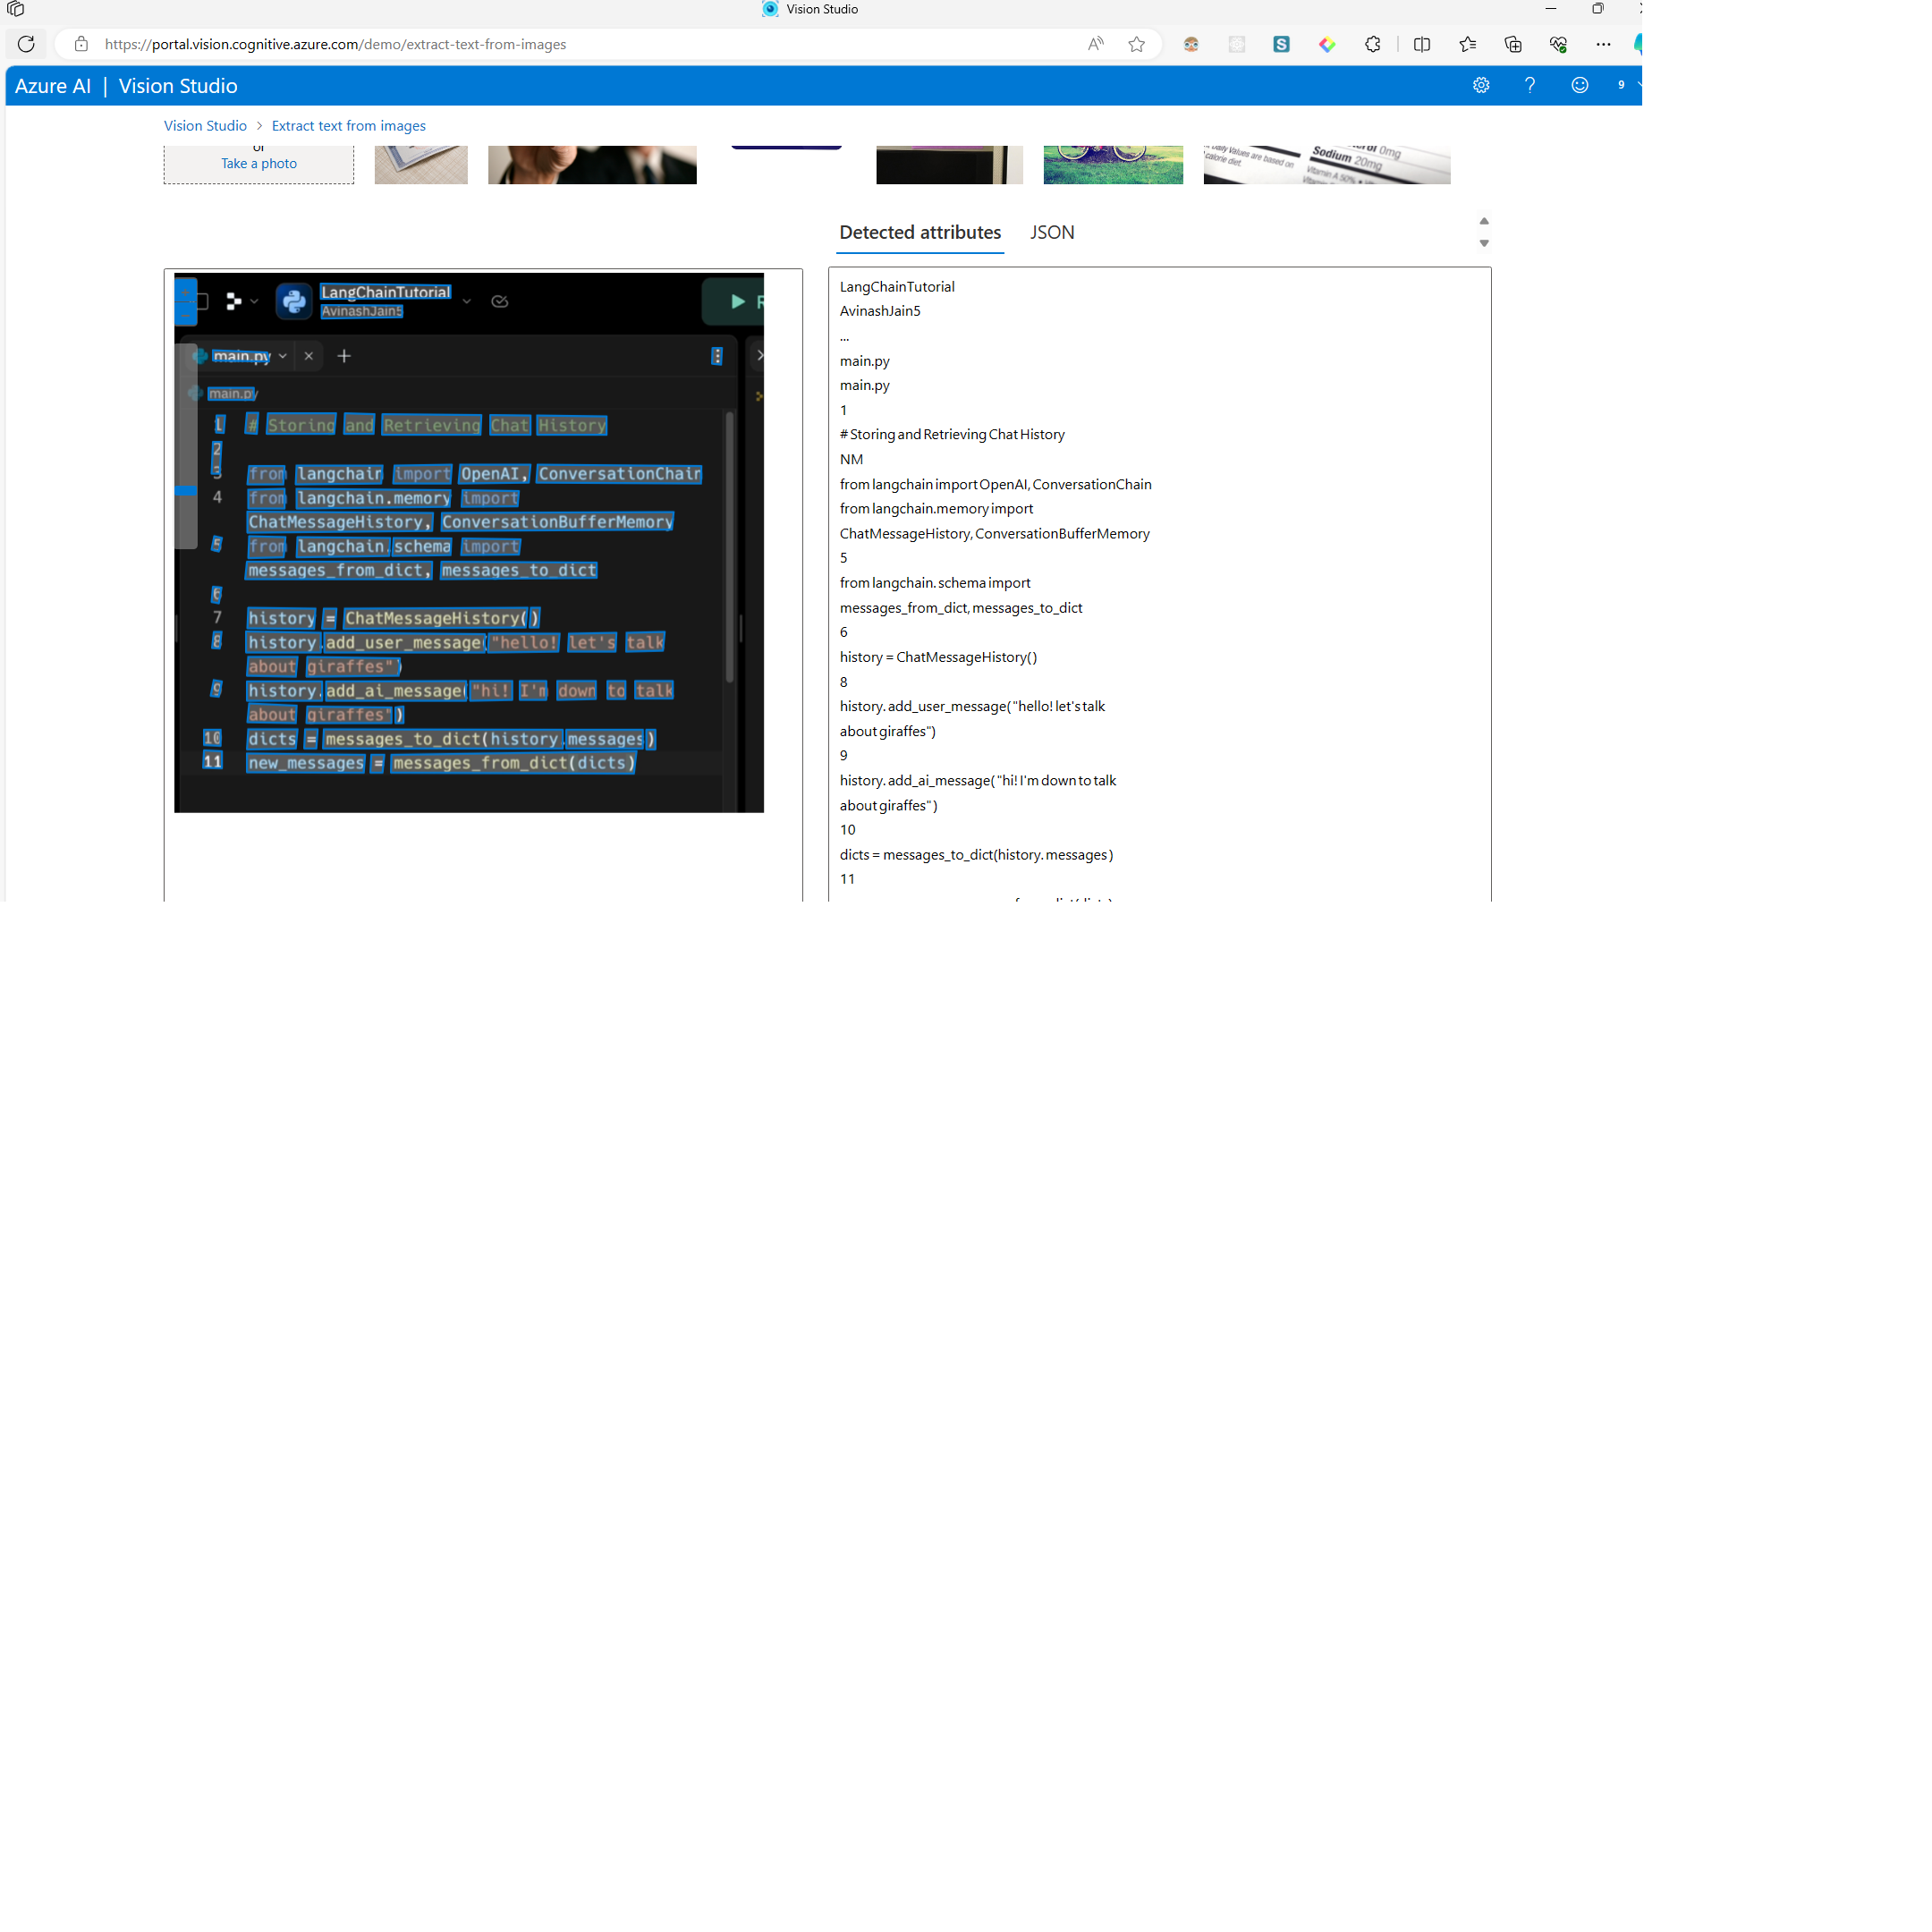 Vision Studio
https://portal.vision.cognitive.azure.com/demo/extract-text-from-images
Azure AI | Vision Studio
9
Vision Studio > Extract text from images
or
Take a photo
Daily Values are based on
calorie diet.
0mg
Sodium 20mg
Vitamin A 50%
Detected attributes
JSON
LangChainTutorial
AvinashJain5
main.py
main.py
1 # Storing and Retrieving Chat History
2
3 from langchain import OpenAI, ConversationChain
4 from langchain.memory import
ChatMessageHistory, ConversationBufferMemory
5 from langchain.schema import
messages_from_dict, messages_to_dict
6
7 history = ChatMessageHistory()
8 history.add_user_message("hello! let's talk
about giraffes")
9 history.add_ai_message("hi! I'm down to talk
about giraffes")
10 dicts = messages_to_dict(history.messages)
11 new_messages = messages_from_dict(dicts)
LangChainTutorial
AvinashJain5
...
main.py
main.py
1
# Storing and Retrieving Chat History
NM
from langchain import OpenAI, ConversationChain
from langchain.memory import
ChatMessageHistory, ConversationBufferMemory
5
from langchain. schema import
messages_from_dict, messages_to_dict
6
history = ChatMessageHistory()
8
history. add_user_message( "hello! let's talk
about giraffes")
9
history. add_ai_message( "hi! I'm down to talk
about giraffes" )
10
dicts = messages_to_dict(history. messages )
11